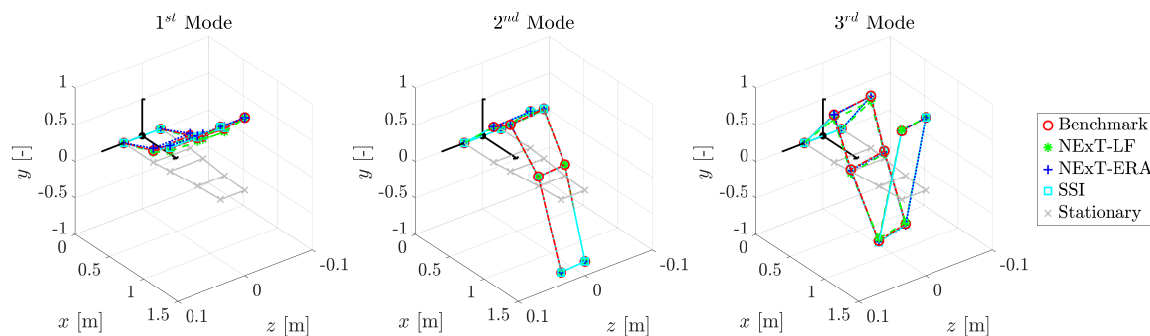 1st Mode
1
0.5
0
-0.5
-1
y [-]
0
0.5
1
1.5
x [m]
0.1
0
-0.1
z [m]
2nd Mode
1
0.5
0
-0.5
-1
y [-]
0
0.5
1
1.5
x [m]
0.1
0
-0.1
z [m]
3rd Mode
1
0.5
0
-0.5
-1
y [-]
0
0.5
1
1.5
x [m]
0.1
0
-0.1
z [m]
Benchmark
NExT-LF
NExT-ERA
SSI
Stationary